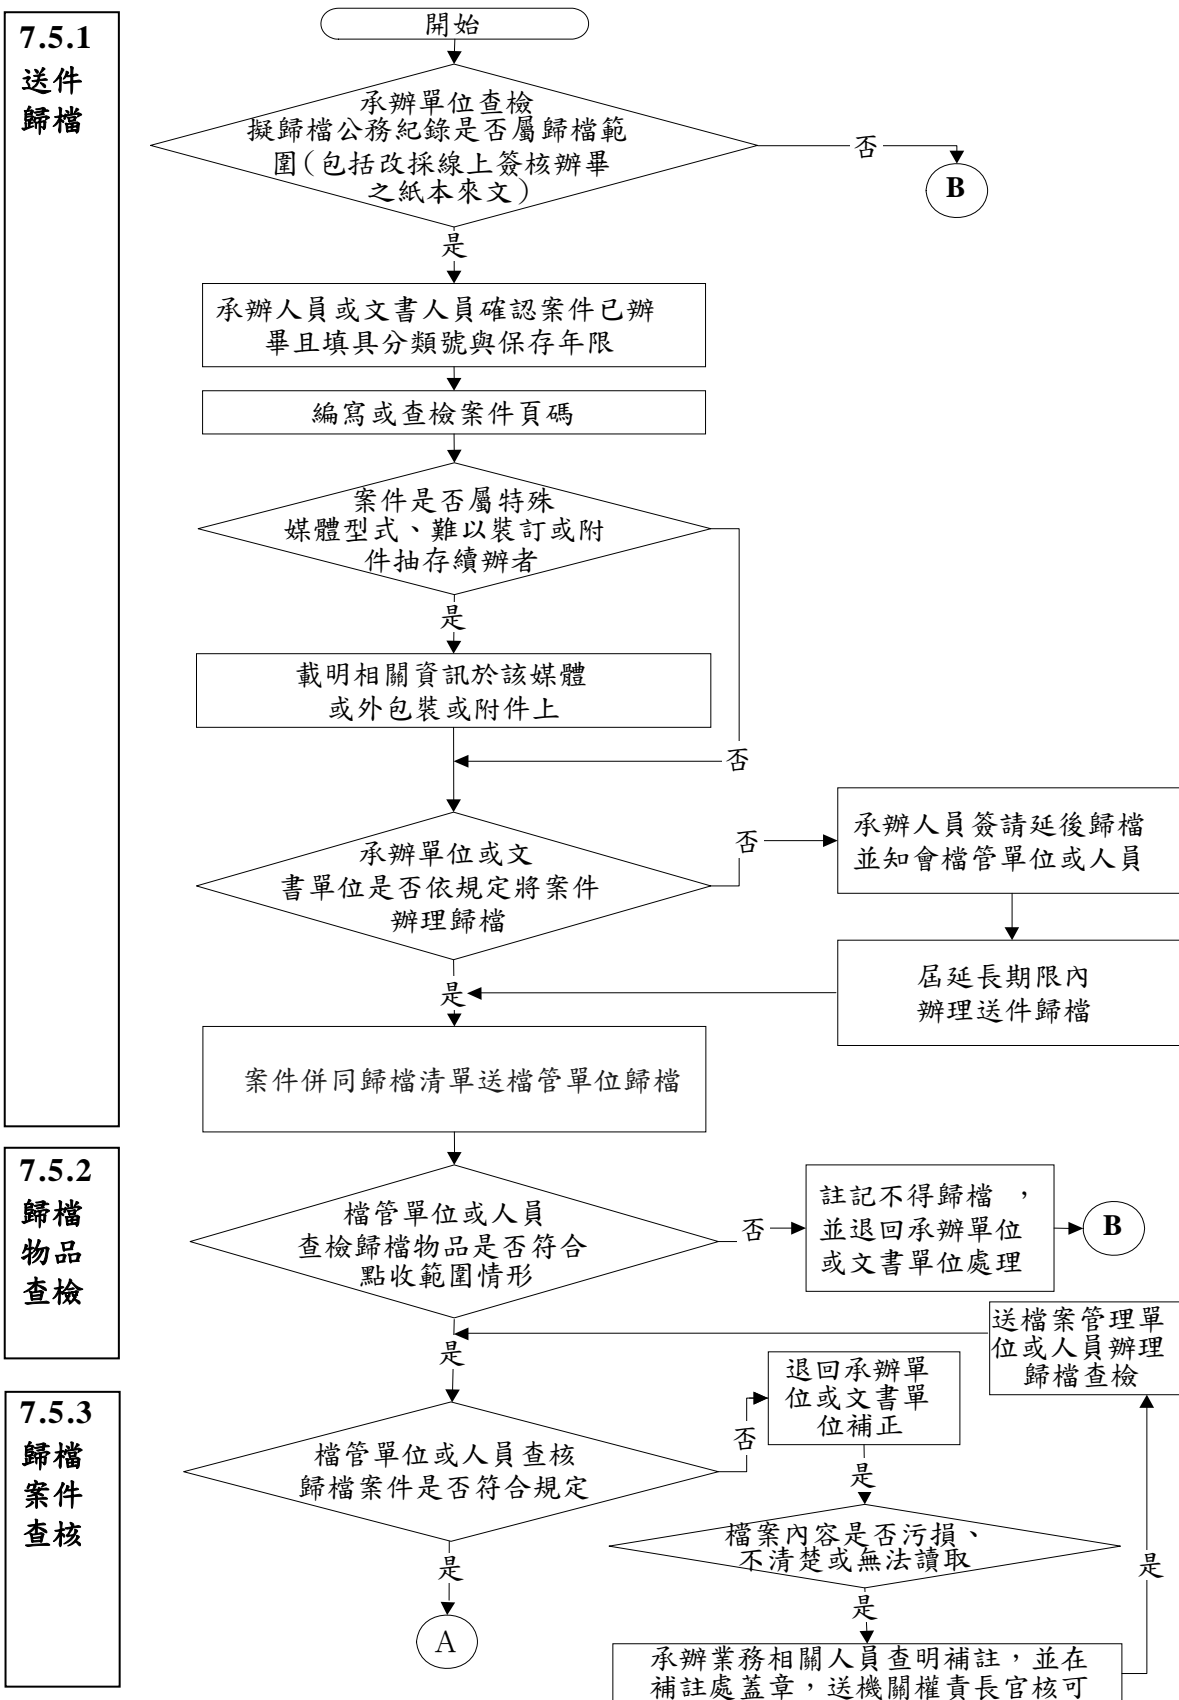 7.5.1
送件
歸檔
開始
承辦單位查檢
擬歸檔公務紀錄是否屬歸檔範
圍(包括改採線上簽核辦畢
之紙本來文)
否
B
是
承辦人員或文書人員確認案件已辦
畢且填具分類號與保存年限
編寫或查檢案件頁碼
案件是否屬特殊
媒體型式、難以裝訂或附
件抽存續辦者
是
載明相關資訊於該媒體
或外包裝或附件上
否
承辦單位或文
書單位是否依規定將案件
辦理歸檔
否
承辦人員簽請延後歸檔
並知會檔管單位或人員
屆延長期限內
辦理送件歸檔
是
案件併同歸檔清單送檔管單位歸檔
7.5.2
歸檔
物品
查檢
檔管單位或人員
查檢歸檔物品是否符合
點收範圍情形
否
註記不得歸檔 ,
並退回承辦單位
或文書單位處理
B
是
送檔案管理單
位或人員辦理
歸檔查檢
7.5.3
歸檔
案件
查核
檔管單位或人員查核
歸檔案件是否符合規定
否
退回承辦單
位或文書單
位補正
是
檔案內容是否污損、
不清楚或無法讀取
是
是
是
A
承辦業務相關人員查明補註，並在
補註處蓋章，送機關權責長官核可